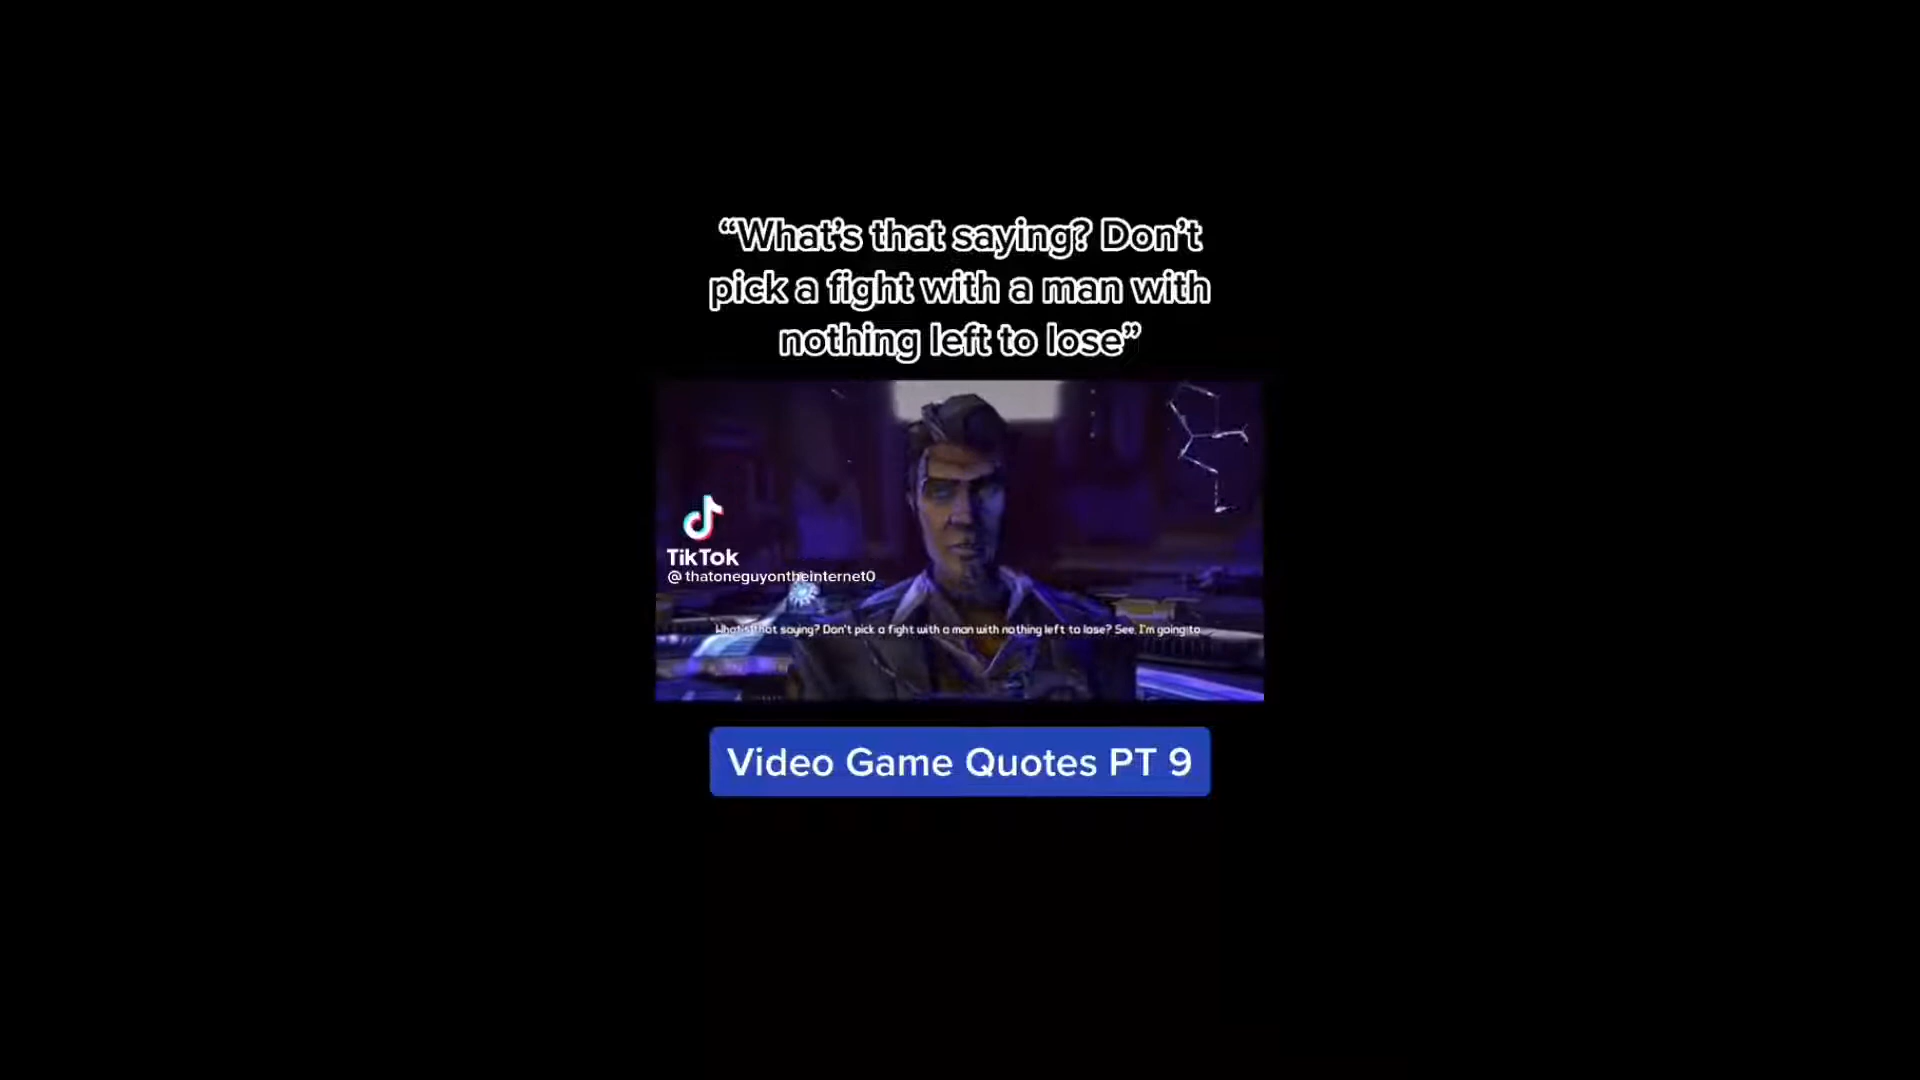 “What’s that saying? Don’t
pick a fight with a man with
nothing left to lose”
TikTok
@thatoneguyontheinternet0
What's that saying? Don't pick a fight with a man with nothing left to lose? See, I'm going to
Video Game Quotes PT 9